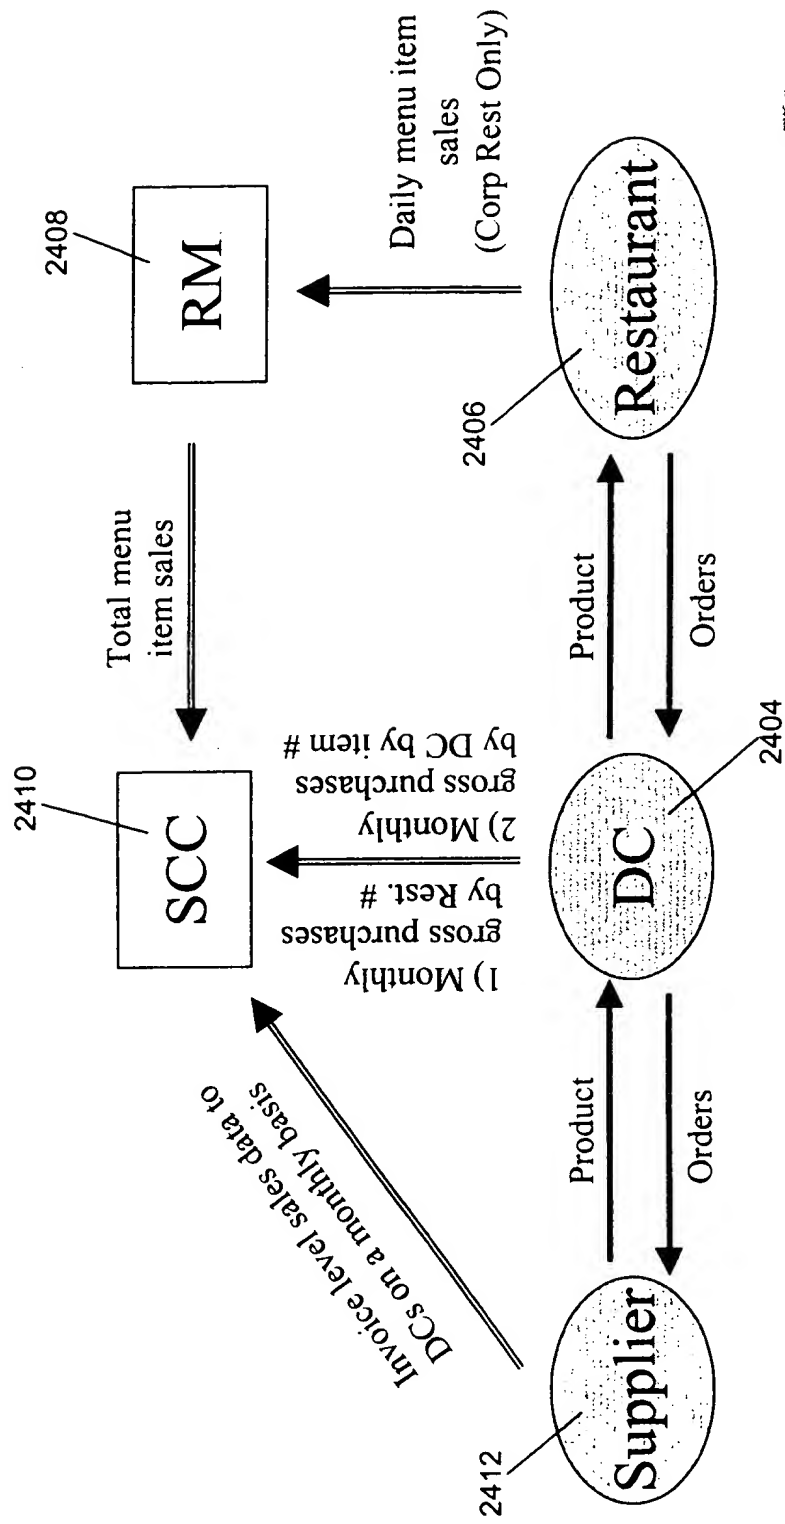 2408
RM
Daily menu item
sales
(Corp Rest Only)
2406
Restaurant
Total menu
item sales
2410
SCC
1) Monthly
gross purchases
by Rest. #
2) Monthly
gross purchases
by DC by item #
Product
Orders
DC
2404
Invoice level sales data to
DCs on a monthly basis
Product
Orders
Supplier
2412